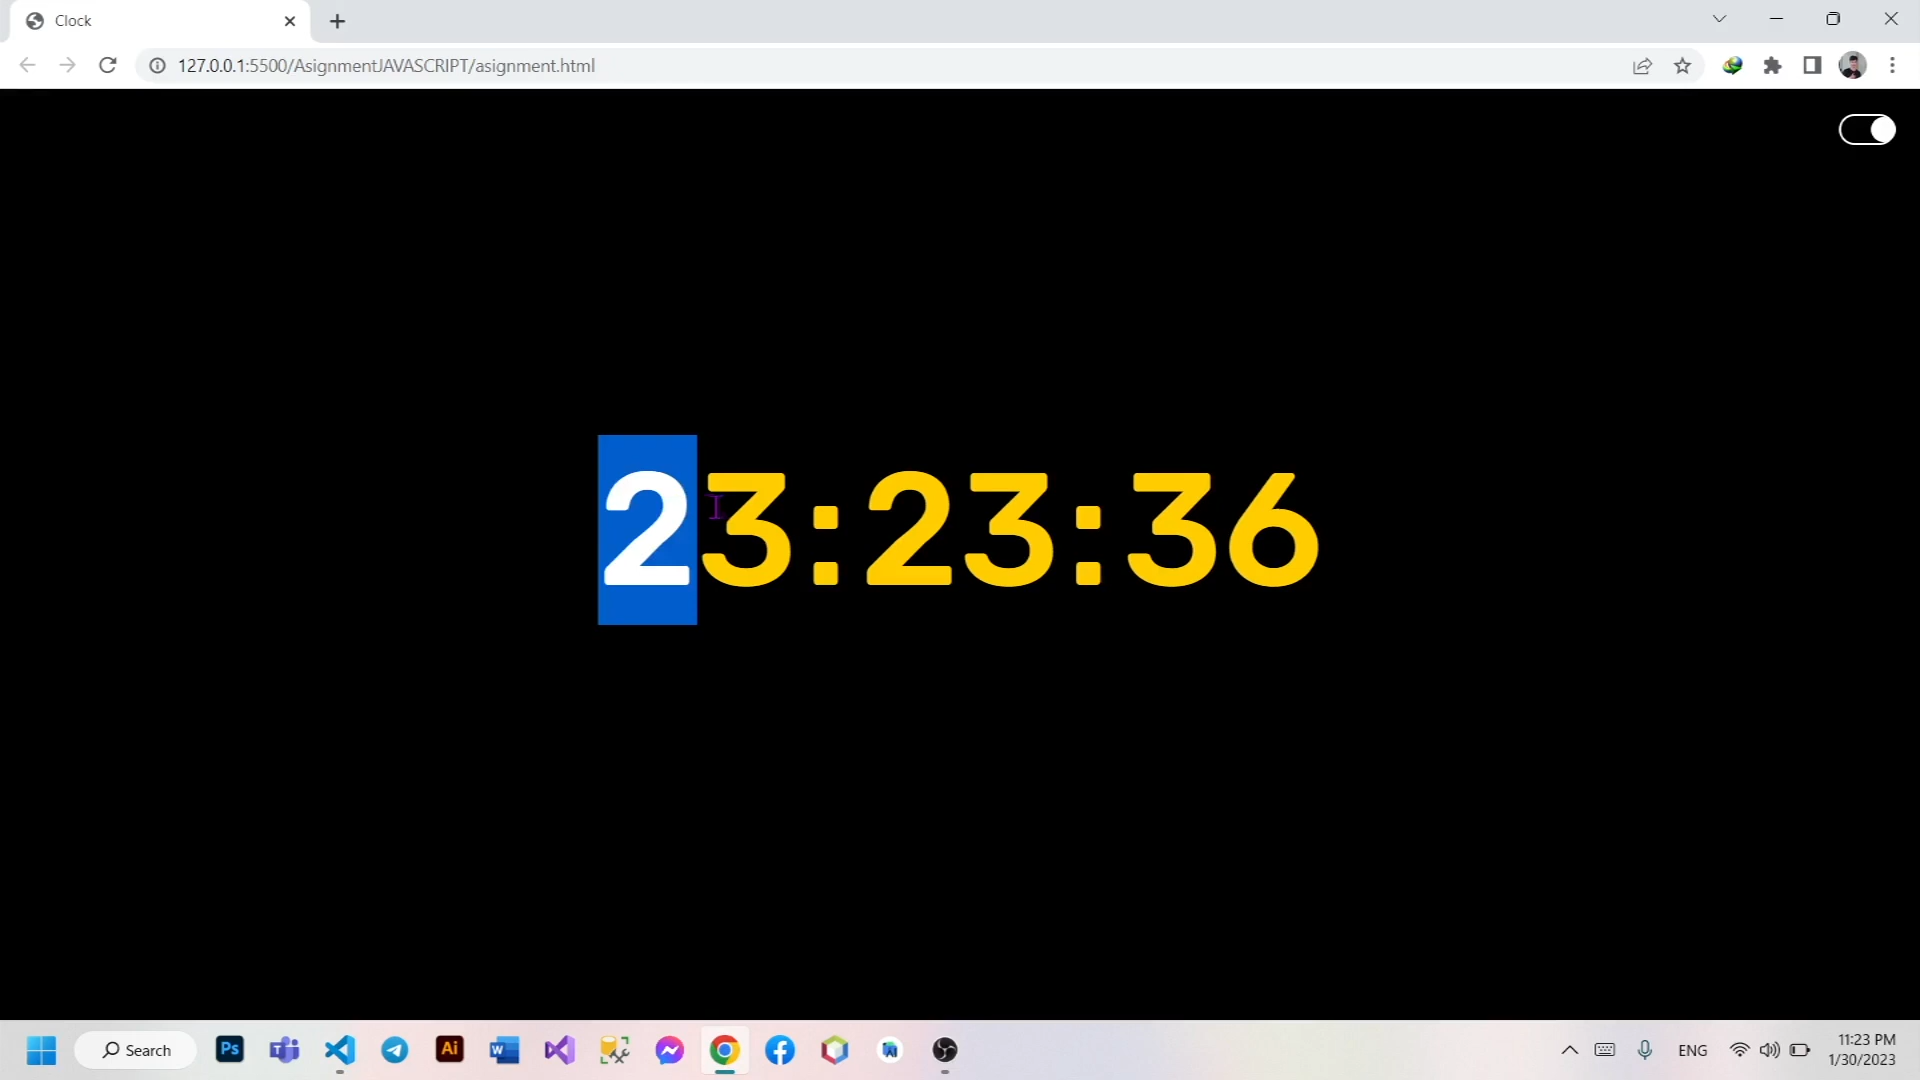 Clock
127.0.0.1:5500/AsignmentJAVASCRIPT/asignment.html
23:23:36
Search
Ps
T
Ai
W
ENG
11:23 PM
1/30/2023